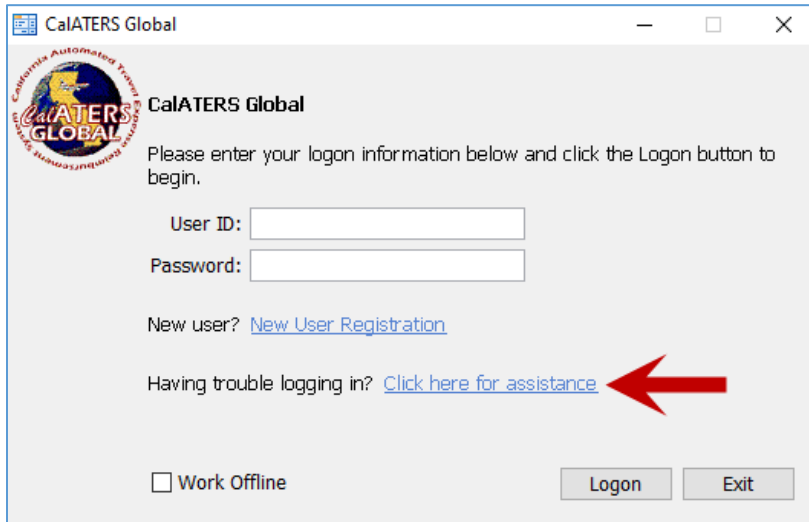 CalATERS Global
California Automated Travel Expense Reimbursement System
CalATERS
GLOBAL
CalATERS Global
Please enter your logon information below and click the Logon button to
begin.
User ID:
Password:
New user? New User Registration
Having trouble logging in? Click here for assistance
Work Offline
Logon
Exit